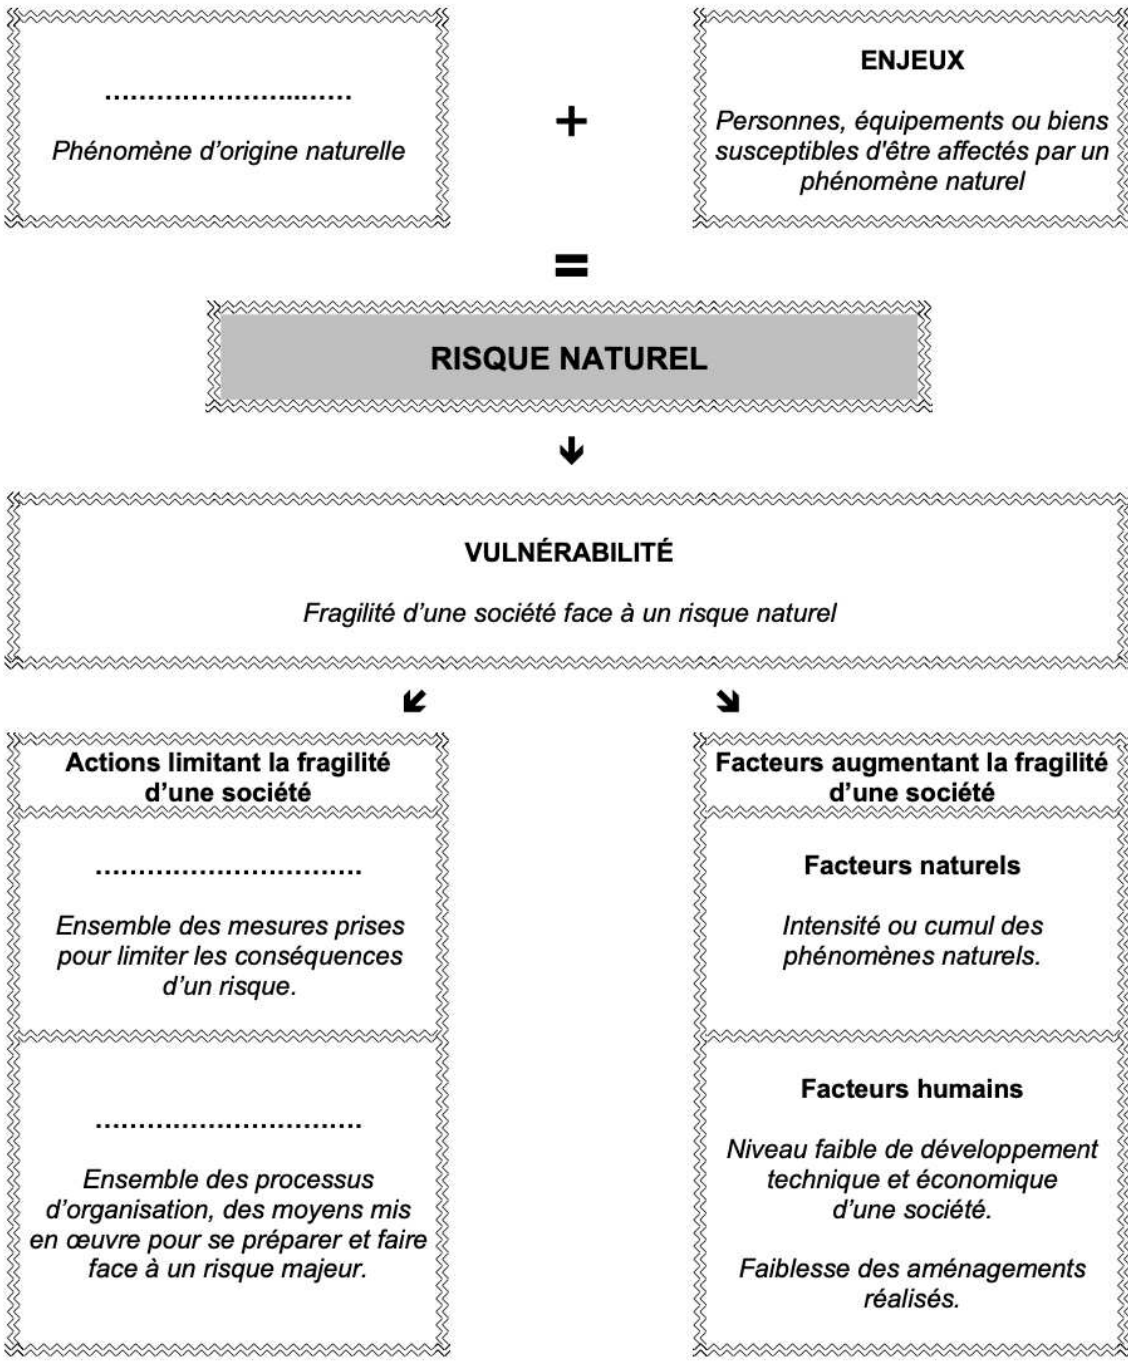 …………………...……
Phénomène d’origine naturelle
+
ENJEUX
Personnes, équipements ou biens
susceptibles d'être affectés par un
phénomène naturel
=
RISQUE NATUREL
VULNÉRABILITÉ
Fragilité d’une société face à un risque naturel
Actions limitant la fragilité
d’une société
………………………….
Ensemble des mesures prises
pour limiter les conséquences
d’un risque.
………………………….
Ensemble des processus
d’organisation, des moyens mis
en œuvre pour se préparer et faire
face à un risque majeur.
Facteurs augmentant la fragilité
d’une société
Facteurs naturels
Intensité ou cumul des
phénomènes naturels.
Facteurs humains
Niveau faible de développement
technique et économique
d’une société.
Faiblesse des aménagements
réalisés.